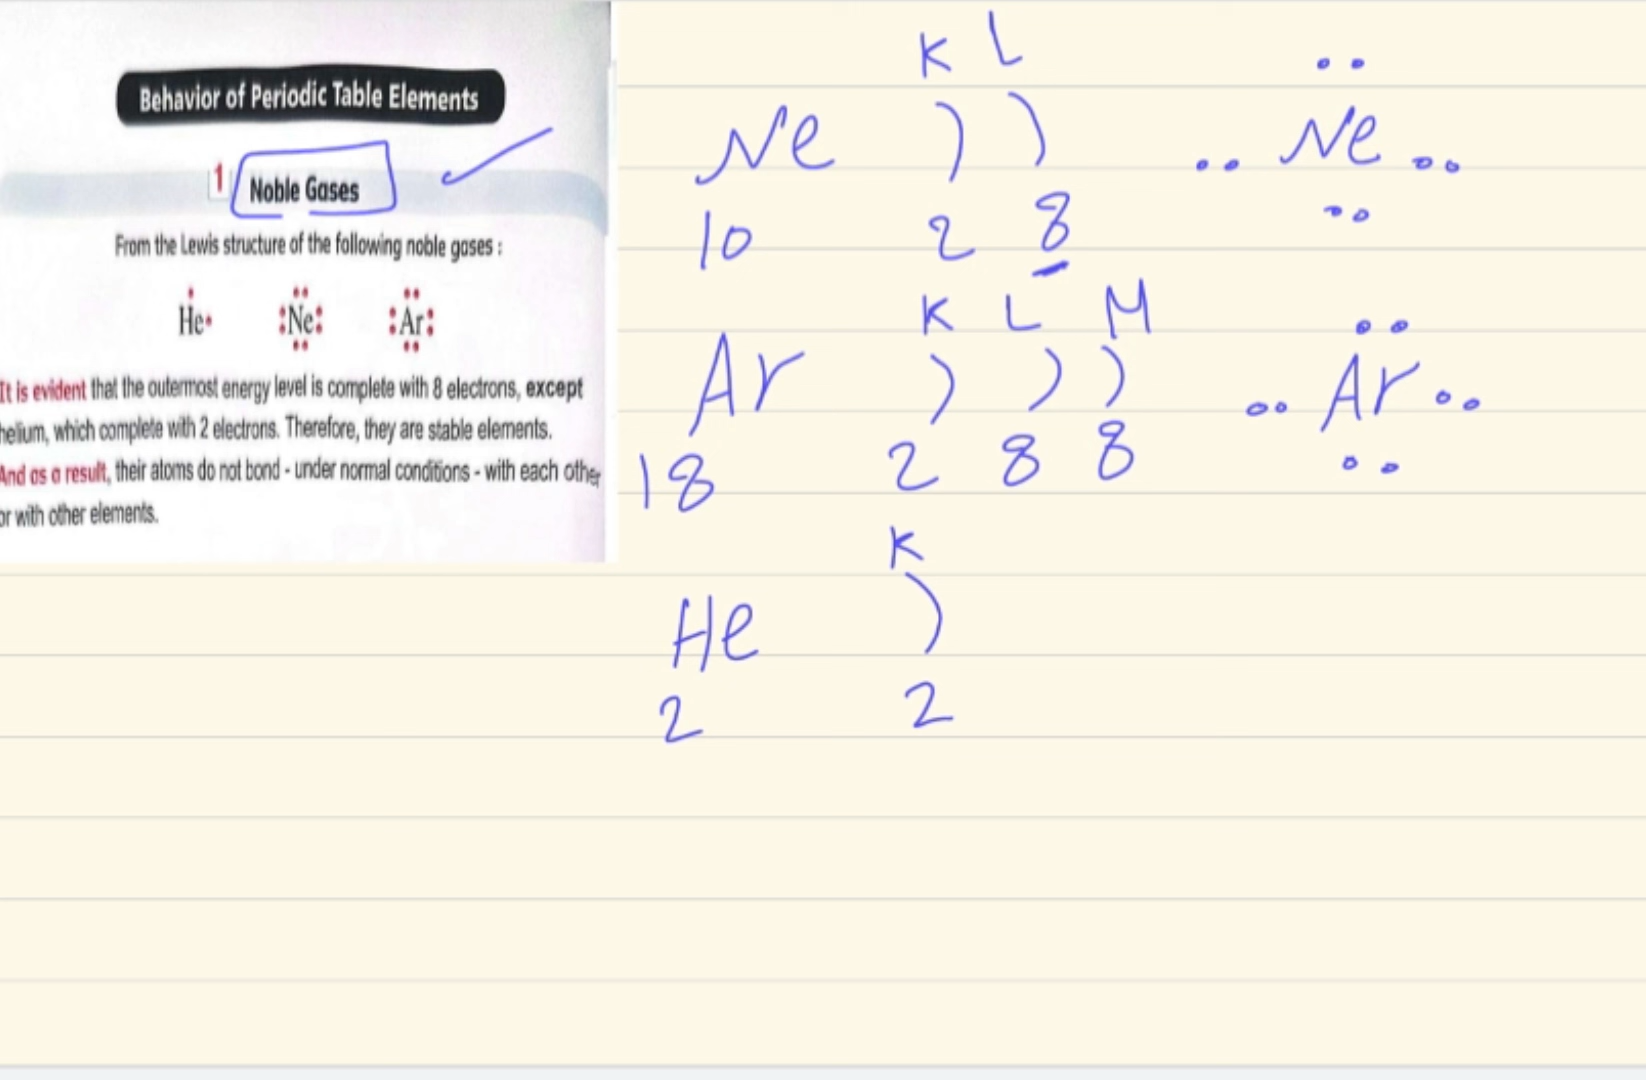 Behavior of Periodic Table Elements
1 Noble Gases
From the Lewis structure of the following noble gases :
He Ne Ar
It is evident that the outermost energy level is complete with 8 electrons, except
helium, which complete with 2 electrons. Therefore, they are stable elements.
And as a result, their atoms do not bond - under normal conditions - with each other
or with other elements.
K L
Ne ) ) Ne
10 2 8
K L M
Ar ) ) ) Ar
18 2 8 8
K
He )
2 2